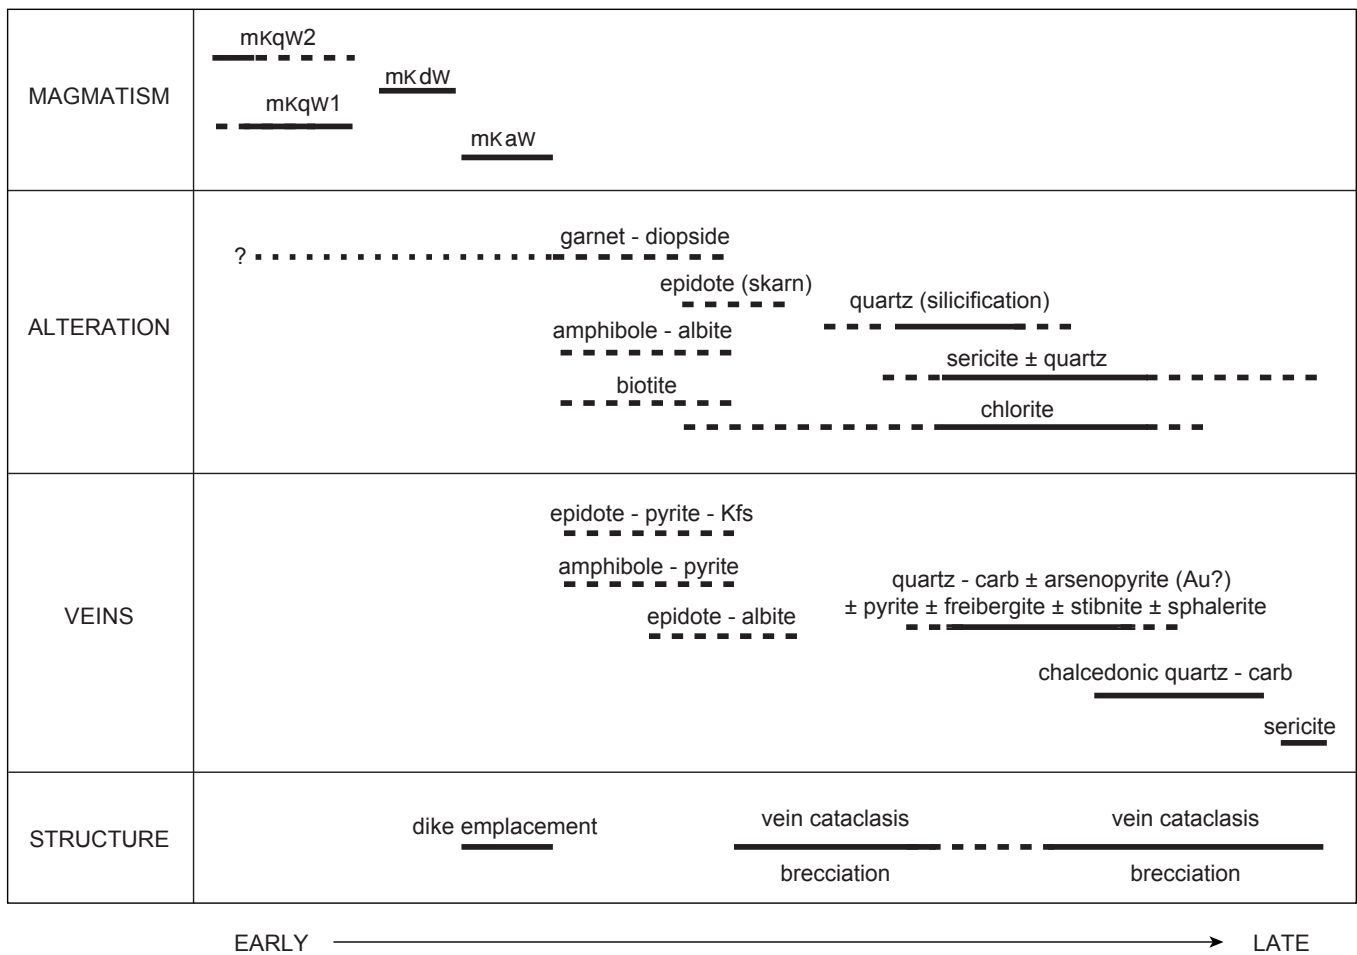 MAGMATISM
mKqW2
mKdW
mKqW1
mKaW
ALTERATION
garnet - diopside
?
epidote (skarn)
quartz (silicification)
amphibole - albite
sericite ± quartz
biotite
chlorite
VEINS
epidote - pyrite - Kfs
amphibole - pyrite
quartz - carb ± arsenopyrite (Au?)
± pyrite ± freibergite ± stibnite ± sphalerite
epidote - albite
chalcedonic quartz - carb
sericite
STRUCTURE
dike emplacement
vein cataclasis
brecciation
vein cataclasis
brecciation
EARLY
LATE